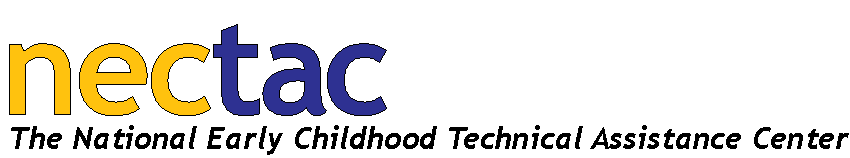 nectac
The National Early Childhood Technical Assistance Center